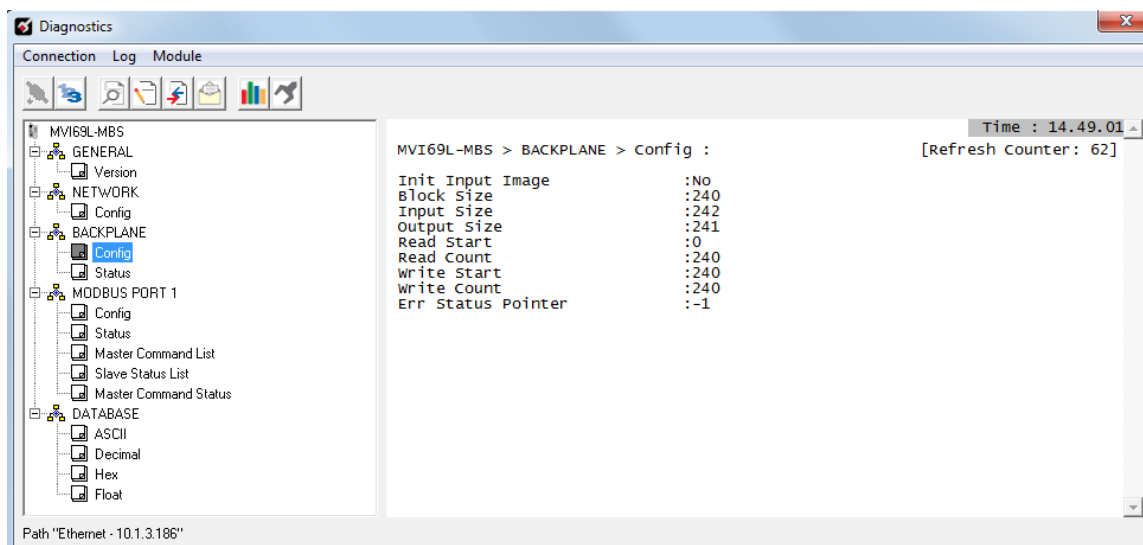 Diagnostics
Connection Log Module
MVI69L-MBS
GENERAL
Version
NETWORK
Config
BACKPLANE
Config
Status
MODBUS PORT 1
Config
Status
Master Command List
Slave Status List
Master Command Status
DATABASE
ASCII
Decimal
Hex
Float
Time : 14.49.01
MVI69L-MBS > BACKPLANE > Config : [Refresh Counter: 62]
Init Input Image :No
Block Size :240
Input Size :242
Output Size :241
Read Start :0
Read Count :240
Write Start :240
Write Count :240
Err Status Pointer :-1
Path "Ethernet - 10.1.3.186"